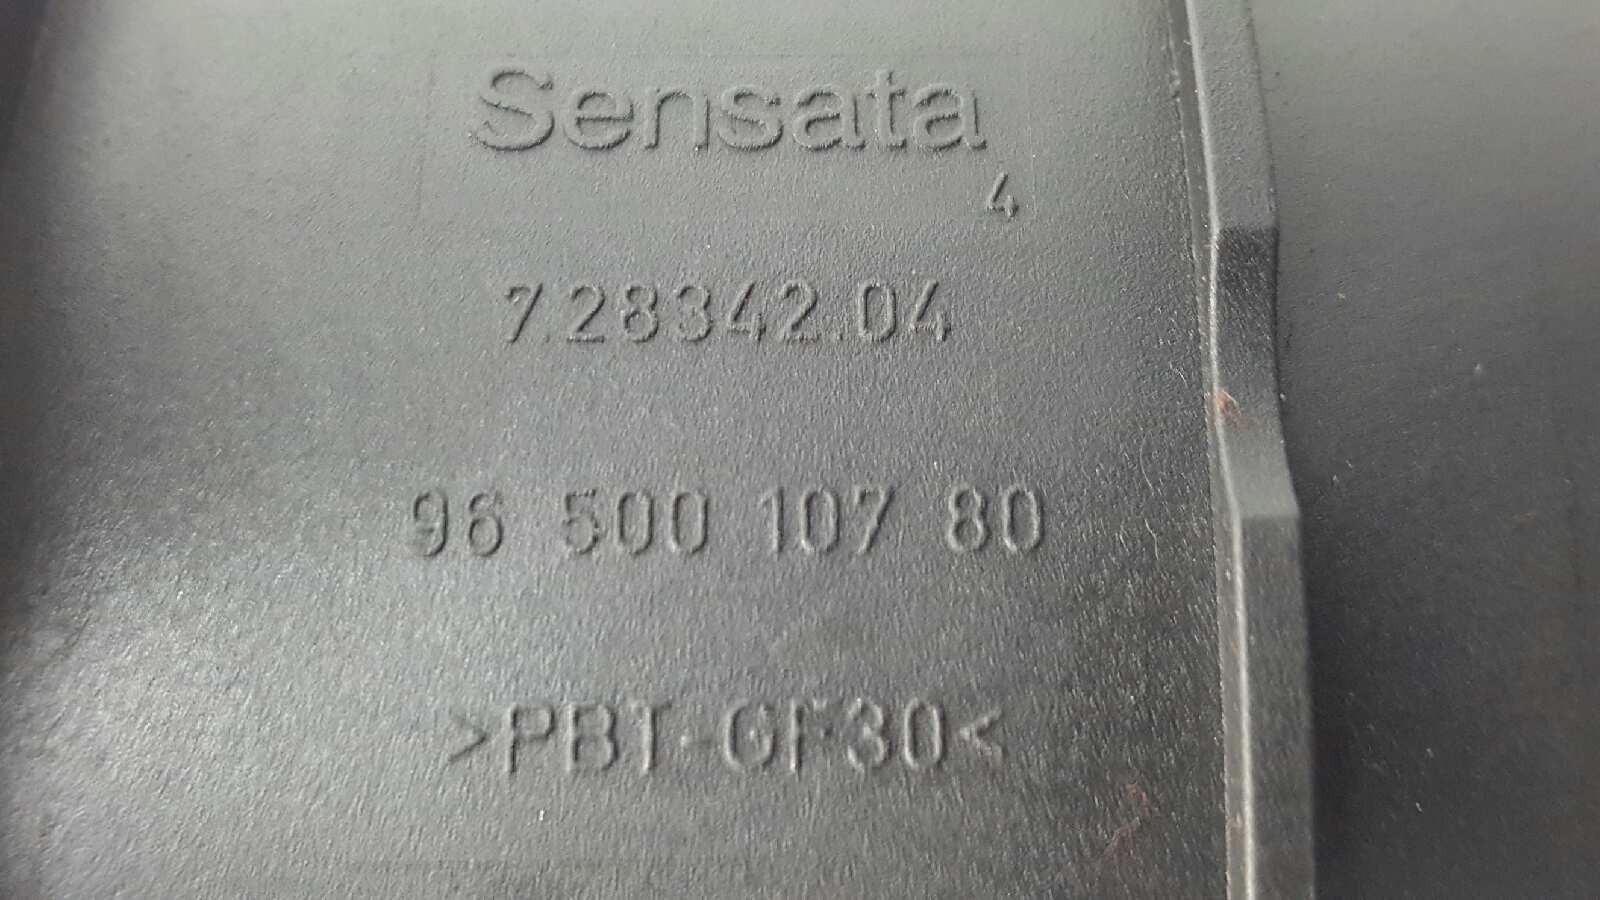 Sensata
4
7.28342.04
96 500 107 80
>PBT-GF30<